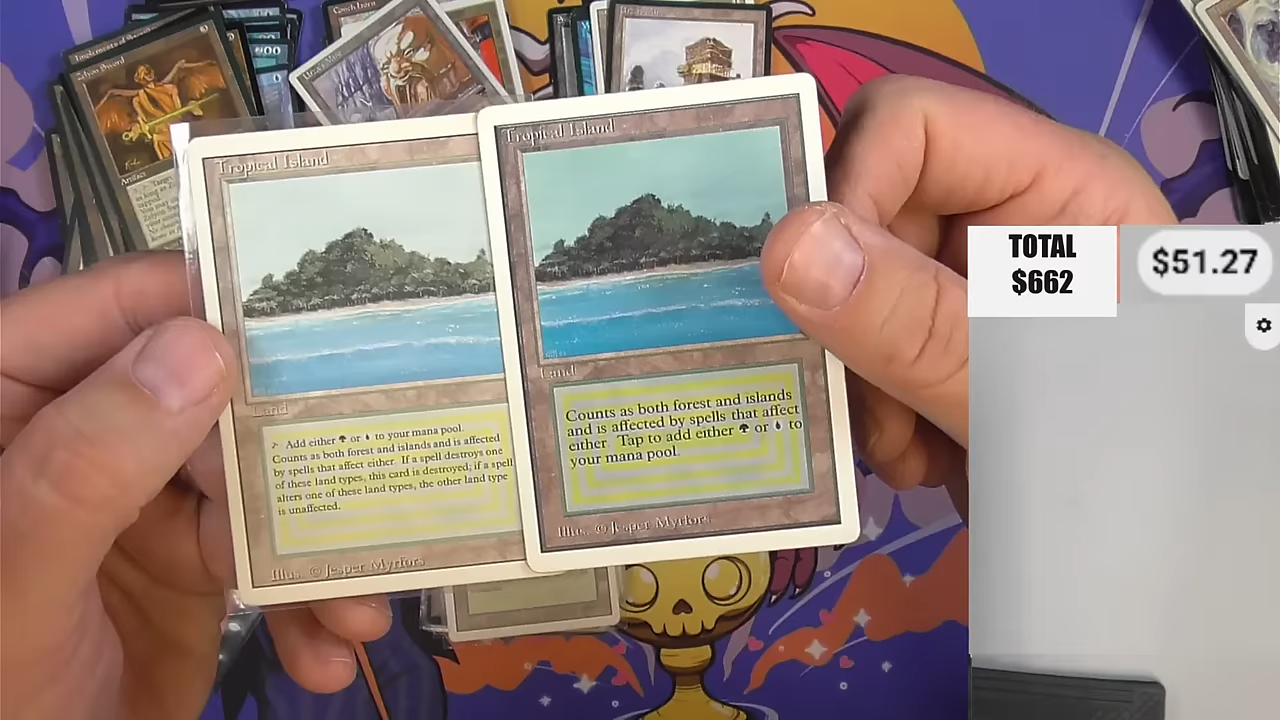 Zelyon Sword
Artifact
Tropical Island
Land
Add either or to your mana pool.
Counts as both forest and islands and is affected
by spells that affect either. If a spell destroys one
of these land types, this card is destroyed; if a spell
alters one of these land types, the other land type
is unaffected.
Illus. © Jesper Myrfors
Tropical Island
Land
Counts as both forest and islands
and is affected by spells that affect
either. Tap to add either or to
your mana pool.
Illus. © Jesper Myrfors
TOTAL
$662
$51.27